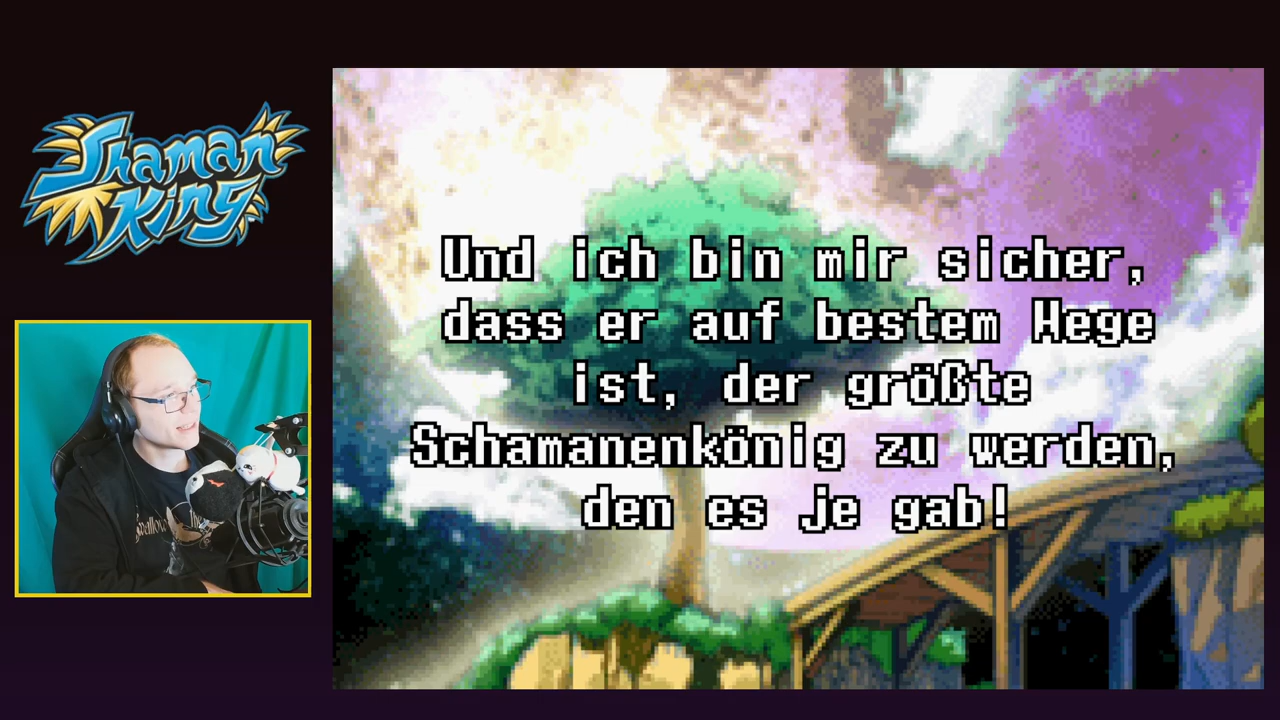 Shaman
King
Und ich bin mir sicher,
dass er auf bestem Wege
ist, der größte
Schamanenkönig zu werden,
den es je gab!